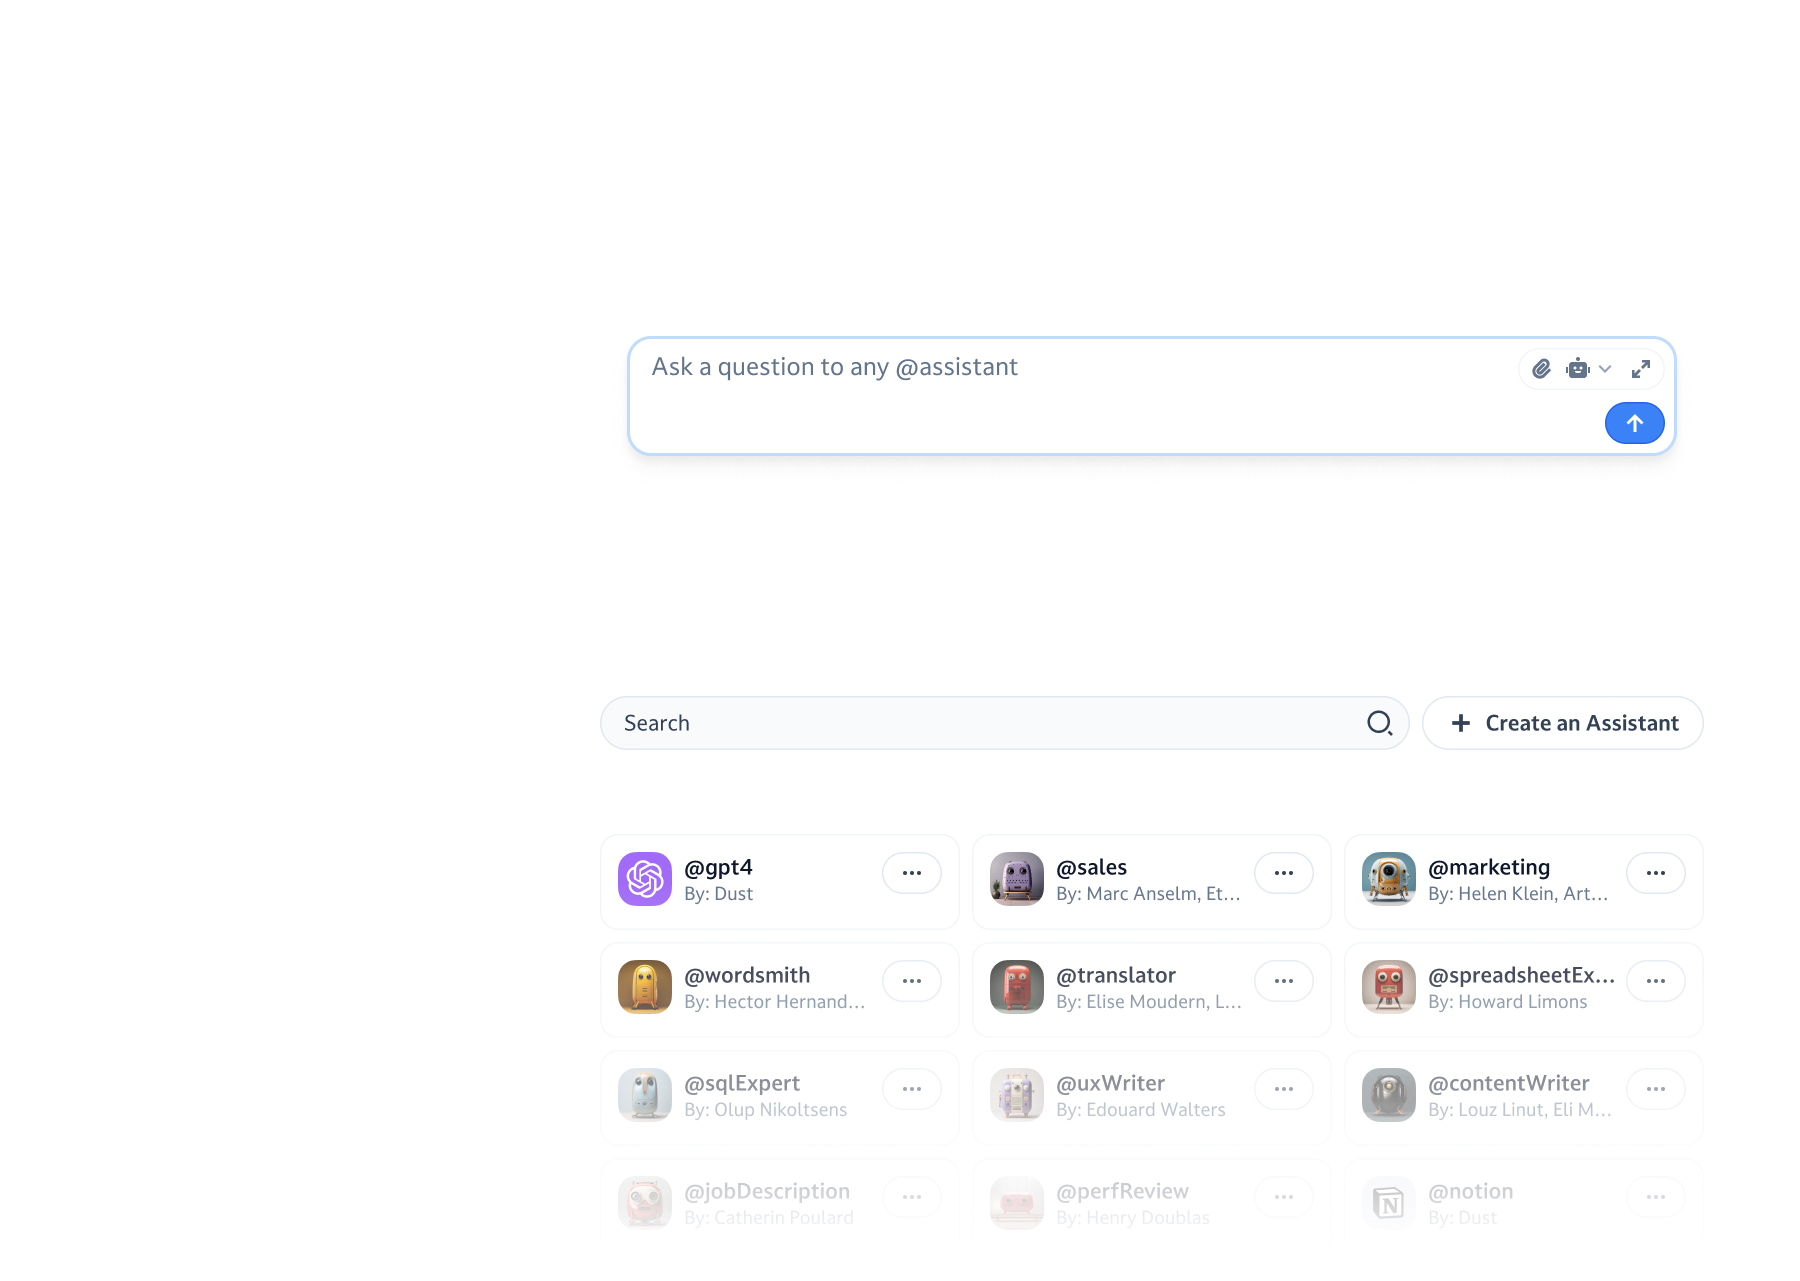 Ask a question to any @assistant
Search
Create an Assistant
@gpt4
By: Dust
@sales
By: Marc Anselm, Et...
@marketing
By: Helen Klein, Art...
@wordsmith
By: Hector Hernand...
@translator
By: Elise Moudern, L...
@spreadsheetEx...
By: Howard Limons
@sqlExpert
By: Olup Nikoltsens
@uxWriter
By: Edouard Walters
@contentWriter
By: Louz Linut, Eli M...
@jobDescription
By: Catherin Poulard
@perfReview
By: Henry Doublas
N
@notion
By: Dust